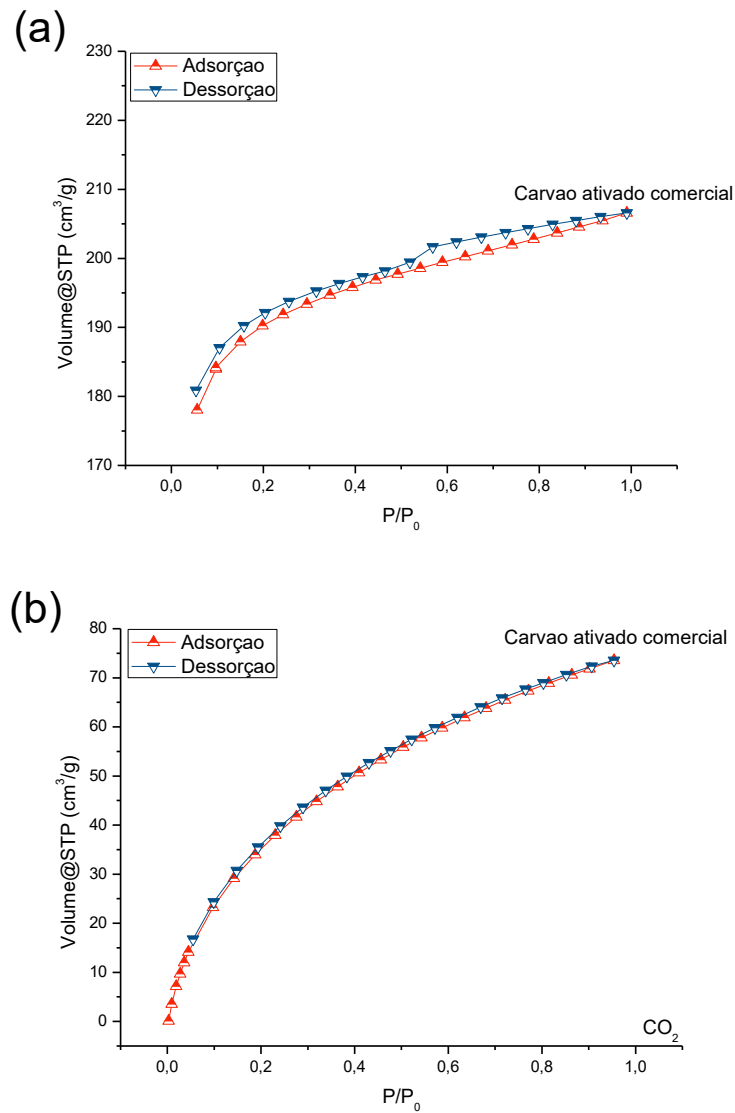 (a)
230
220
210
200
190
180
170
Volume@STP (cm³/g)
Adsorçao
Dessorçao
Carvao ativado comercial
0,0 0,2 0,4 0,6 0,8 1,0
P/P₀
(b)
80
70
60
50
40
30
20
10
0
Volume@STP (cm³/g)
Adsorçao
Dessorçao
Carvao ativado comercial
CO₂
0,0 0,2 0,4 0,6 0,8 1,0
P/P₀